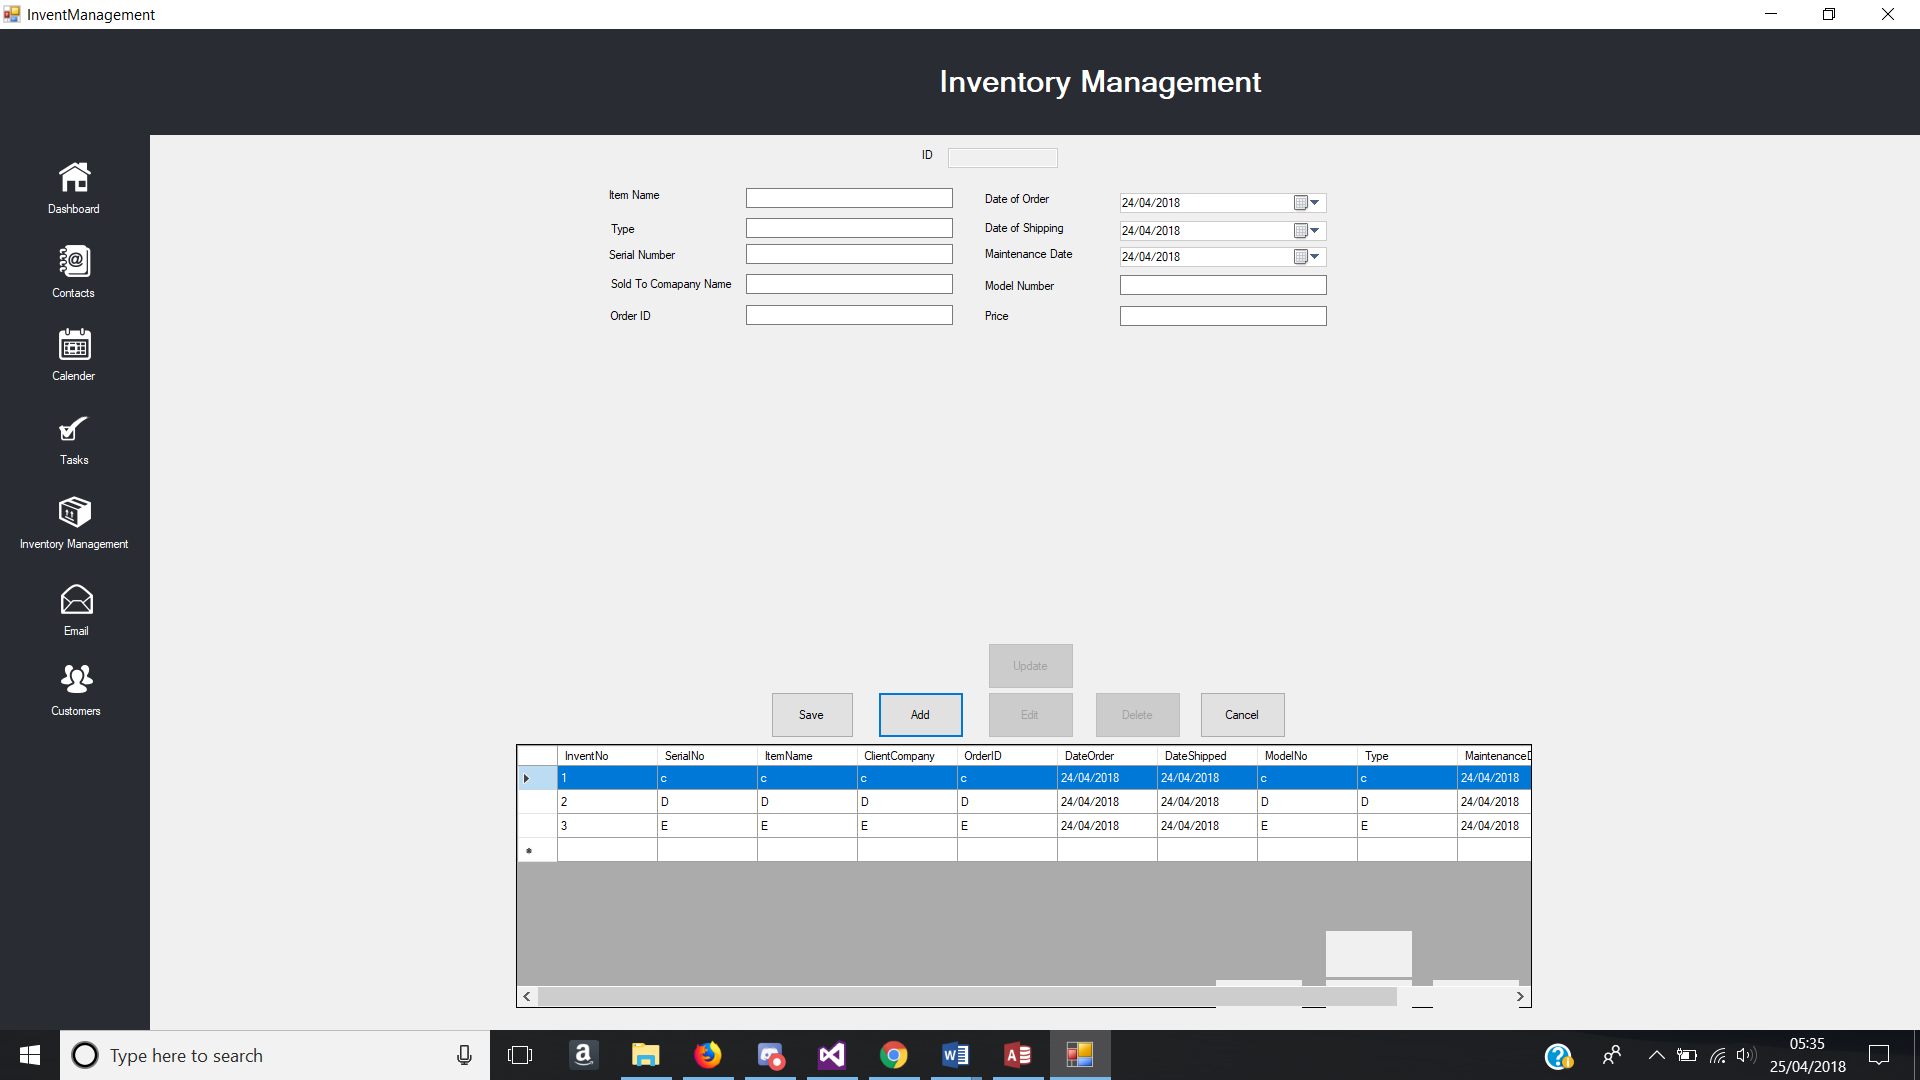 InventManagement
Inventory Management
ID
Item Name
Date of Order 24/04/2018
Type
Date of Shipping 24/04/2018
Serial Number
Maintenance Date 24/04/2018
Sold To Comapany Name
Model Number
Order ID
Price
Dashboard
Contacts
Calender
Tasks
Inventory Management
Email
Customers
Update
Save Add Edit Delete Cancel
InventNo SerialNo ItemName ClientCompany OrderID DateOrder DateShipped ModelNo Type MaintenanceD
1 c c c c 24/04/2018 24/04/2018 c c 24/04/2018
2 D D D D 24/04/2018 24/04/2018 D D 24/04/2018
3 E E E E 24/04/2018 24/04/2018 E E 24/04/2018
Type here to search
05:35
25/04/2018